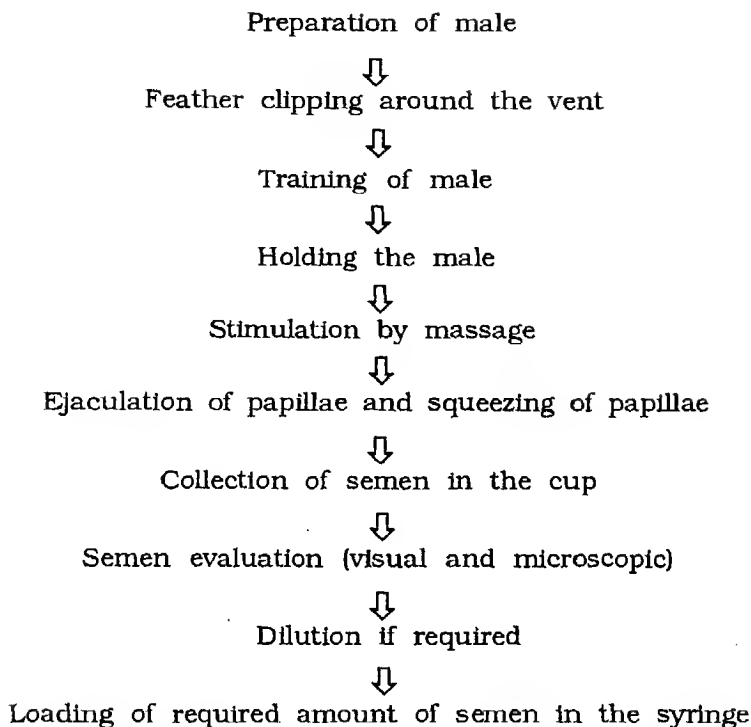 Preparation of male
Feather clipping around the vent
Training of male
Holding the male
Stimulation by massage
Ejaculation of papillae and squeezing of papillae
Collection of semen in the cup
Semen evaluation (visual and microscopic)
Dilution if required
Loading of required amount of semen in the syringe